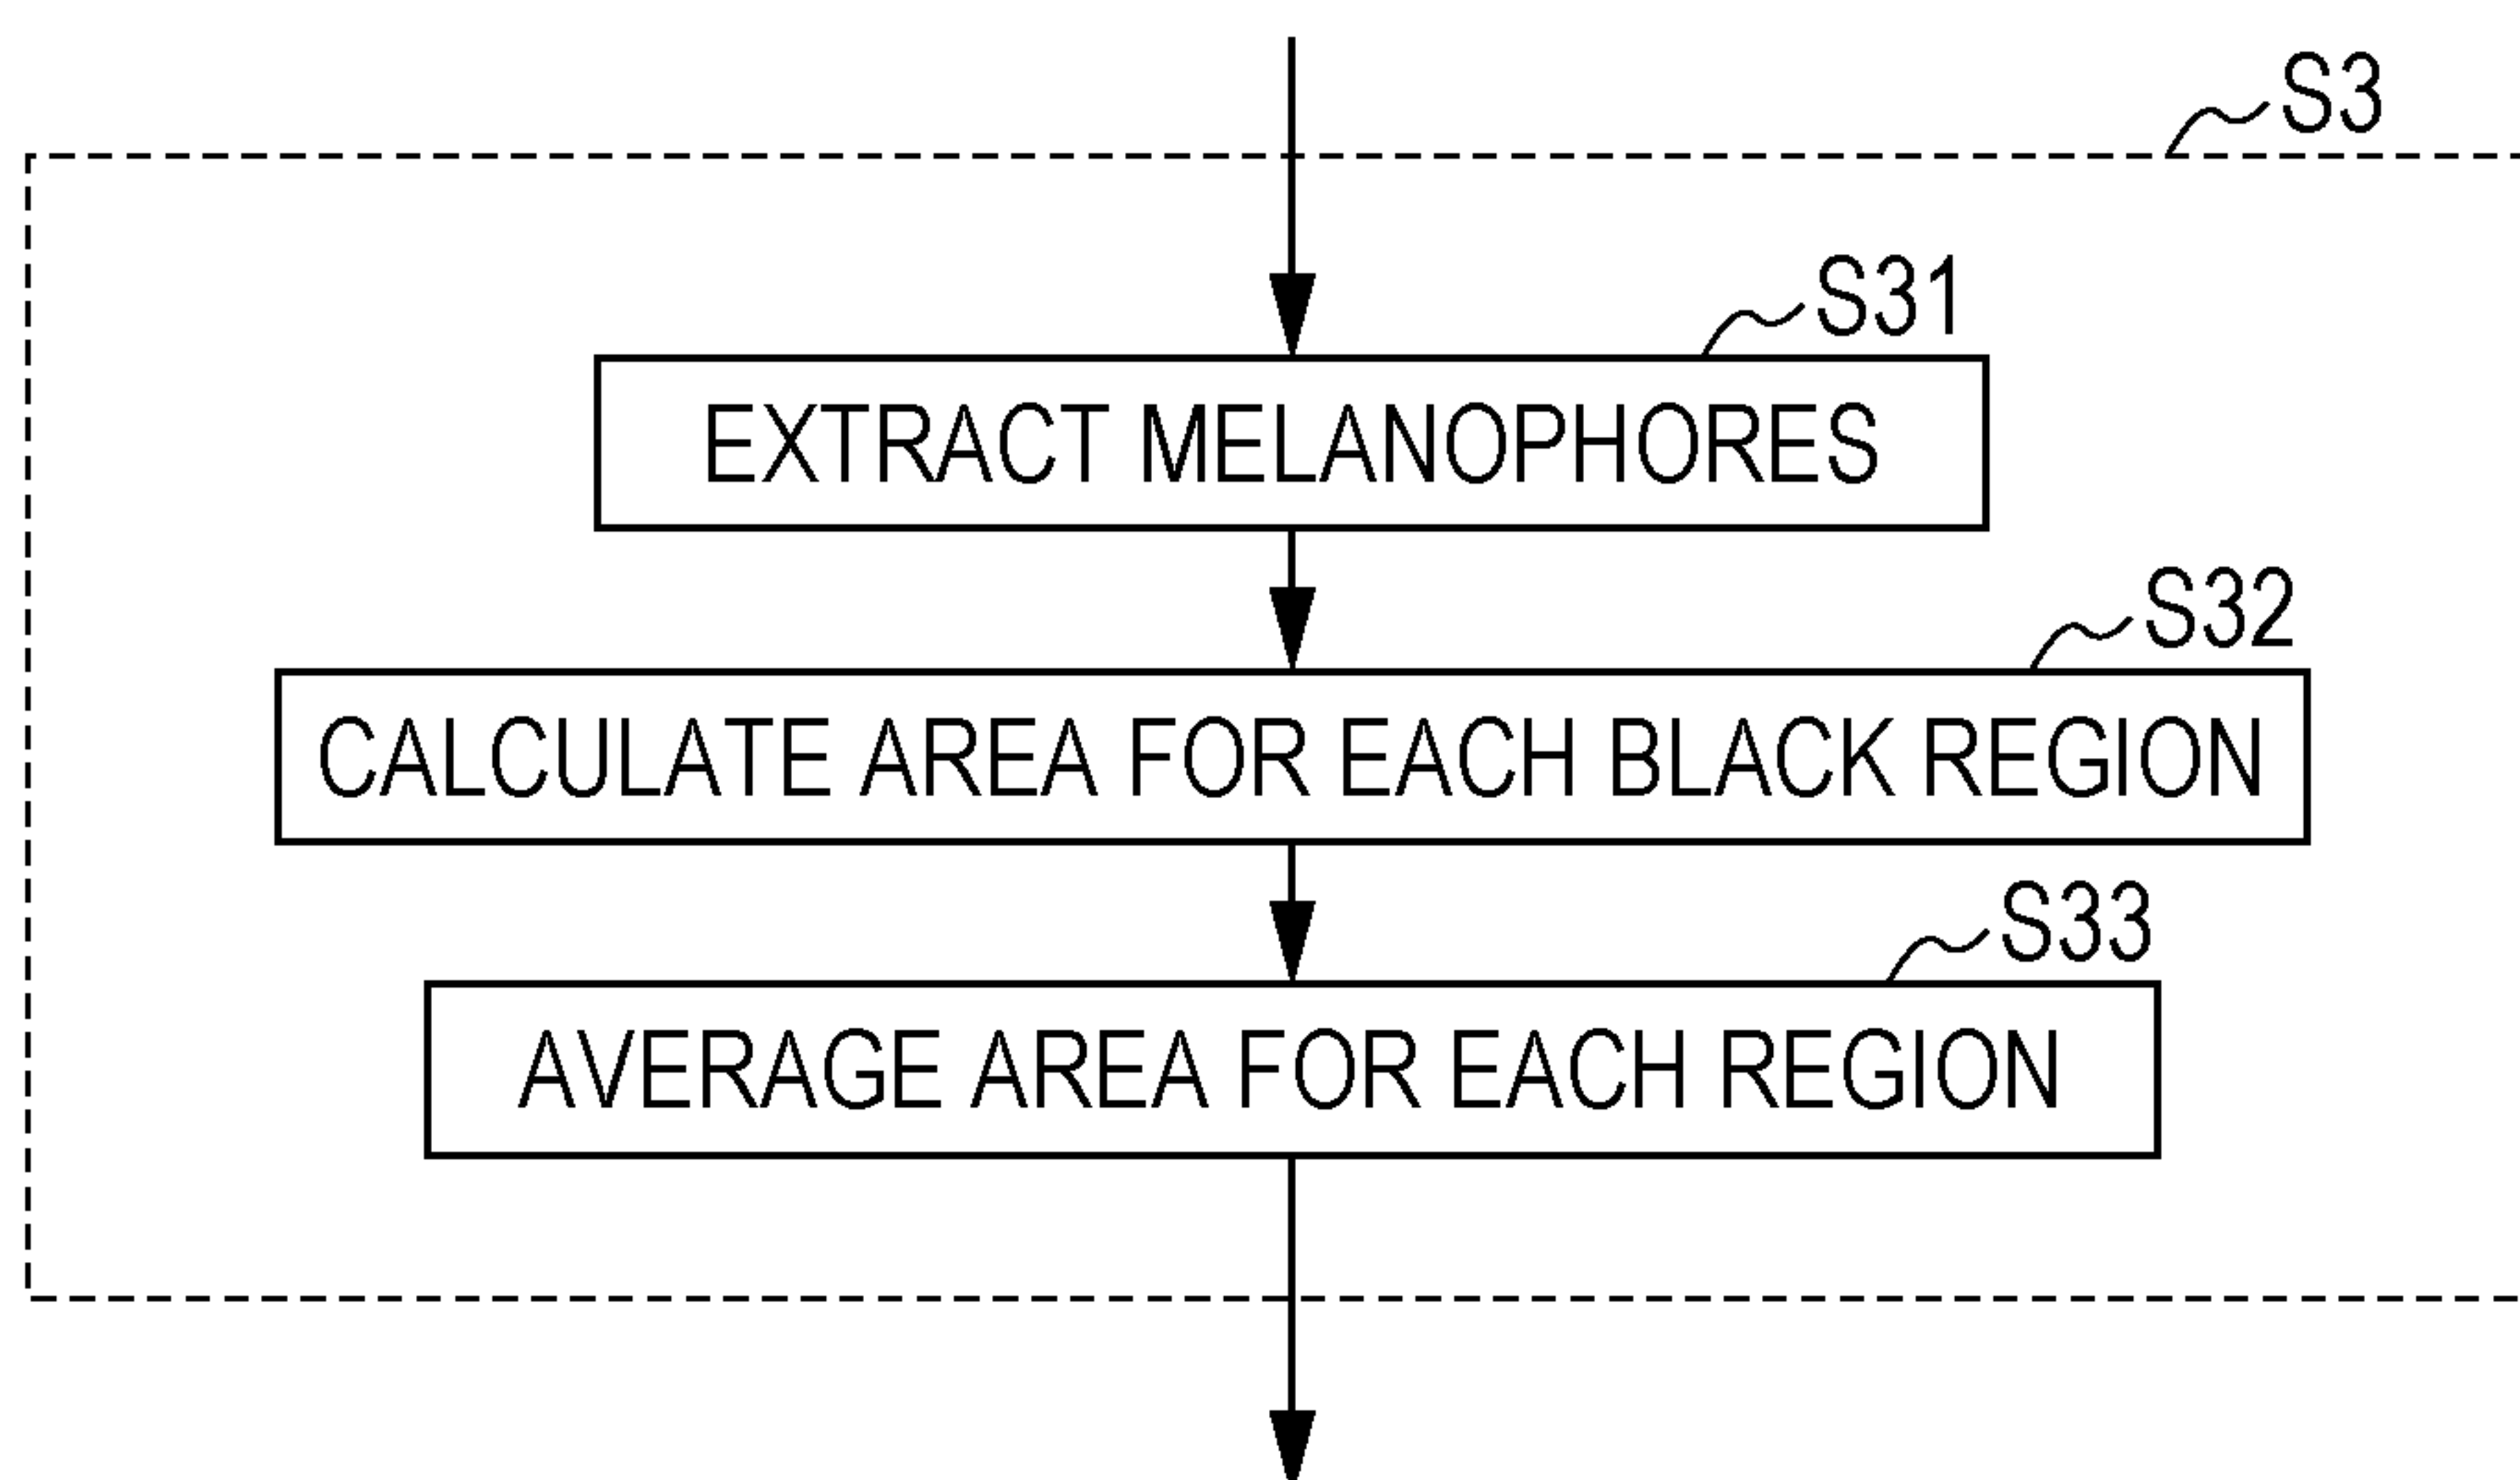 S3
S31
EXTRACT MELANOPHORES
S32
CALCULATE AREA FOR EACH BLACK REGION
S33
AVERAGE AREA FOR EACH REGION